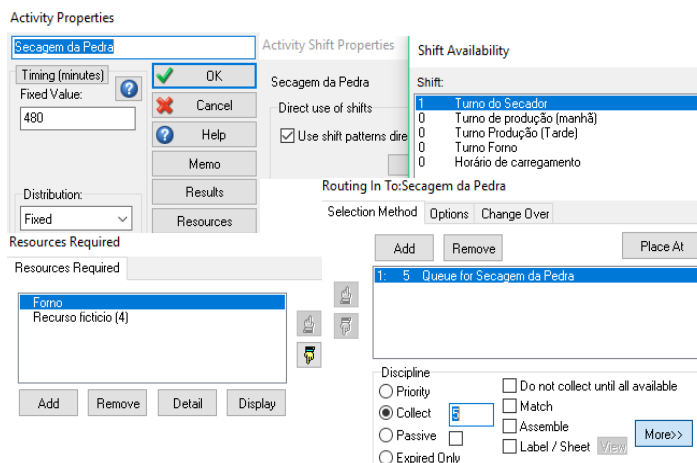 Activity Properties
Secagem da Pedra
Timing (minutes)
Fixed Value:
480
Distribution:
Fixed
OK
Cancel
Help
Memo
Results
Resources
Activity Shift Properties
Secagem da Pedra
Direct use of shifts
Use shift patterns dire
Shift Availability
Shift:
1 Turno do Secador
0 Turno de produção (manhã)
0 Turno Produção (Tarde)
0 Turno Forno
0 Horário de carregamento
Resources Required
Resources Required
Forno
Recurso ficticio (4)
Add Remove Detail Display
Routing In To:Secagem da Pedra
Selection Method Options Change Over
Add Remove Place At
1: 5 Queue for Secagem da Pedra
Discipline
Priority
Collect 5
Passive
Expired Only
Do not collect until all available
Match
Assemble
Label / Sheet View
More>>